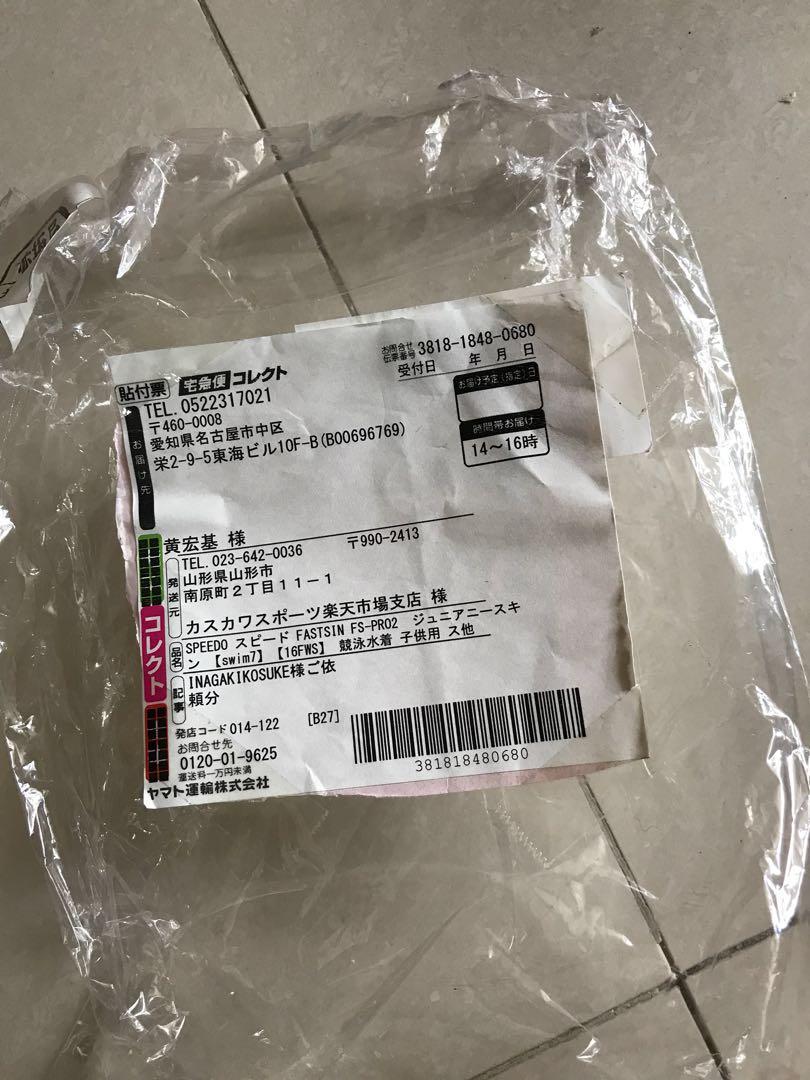 お問合せ
伝票番号 3818-1848-0680
受付日 年 月 日
貼付票 宅急便コレクト
お届け予定(指定)日
時間帯お届け
14～16時
お届け先
TEL.0522317021
〒460-0008
愛知県名古屋市中区
栄2-9-5東海ビル10F-B(B00696769)
黄宏基 様
発送元
TEL.023-642-0036 〒990-2413
山形県山形市
南原町2丁目11-1
カスカワスポーツ楽天市場支店 様
コレクト
品名
SPEEDO スピード FASTSIN FS-PRO2 ジュニアニースキ
ン 【swim7】【16FWS】 競泳水着 子供用 ス他
記事
INAGAKIKOSUKE様ご依
頼分
発店コード014-122 [B27]
お問合せ先
0120-01-9625
運送料一万円未満
ヤマト運輸株式会社
381818480680